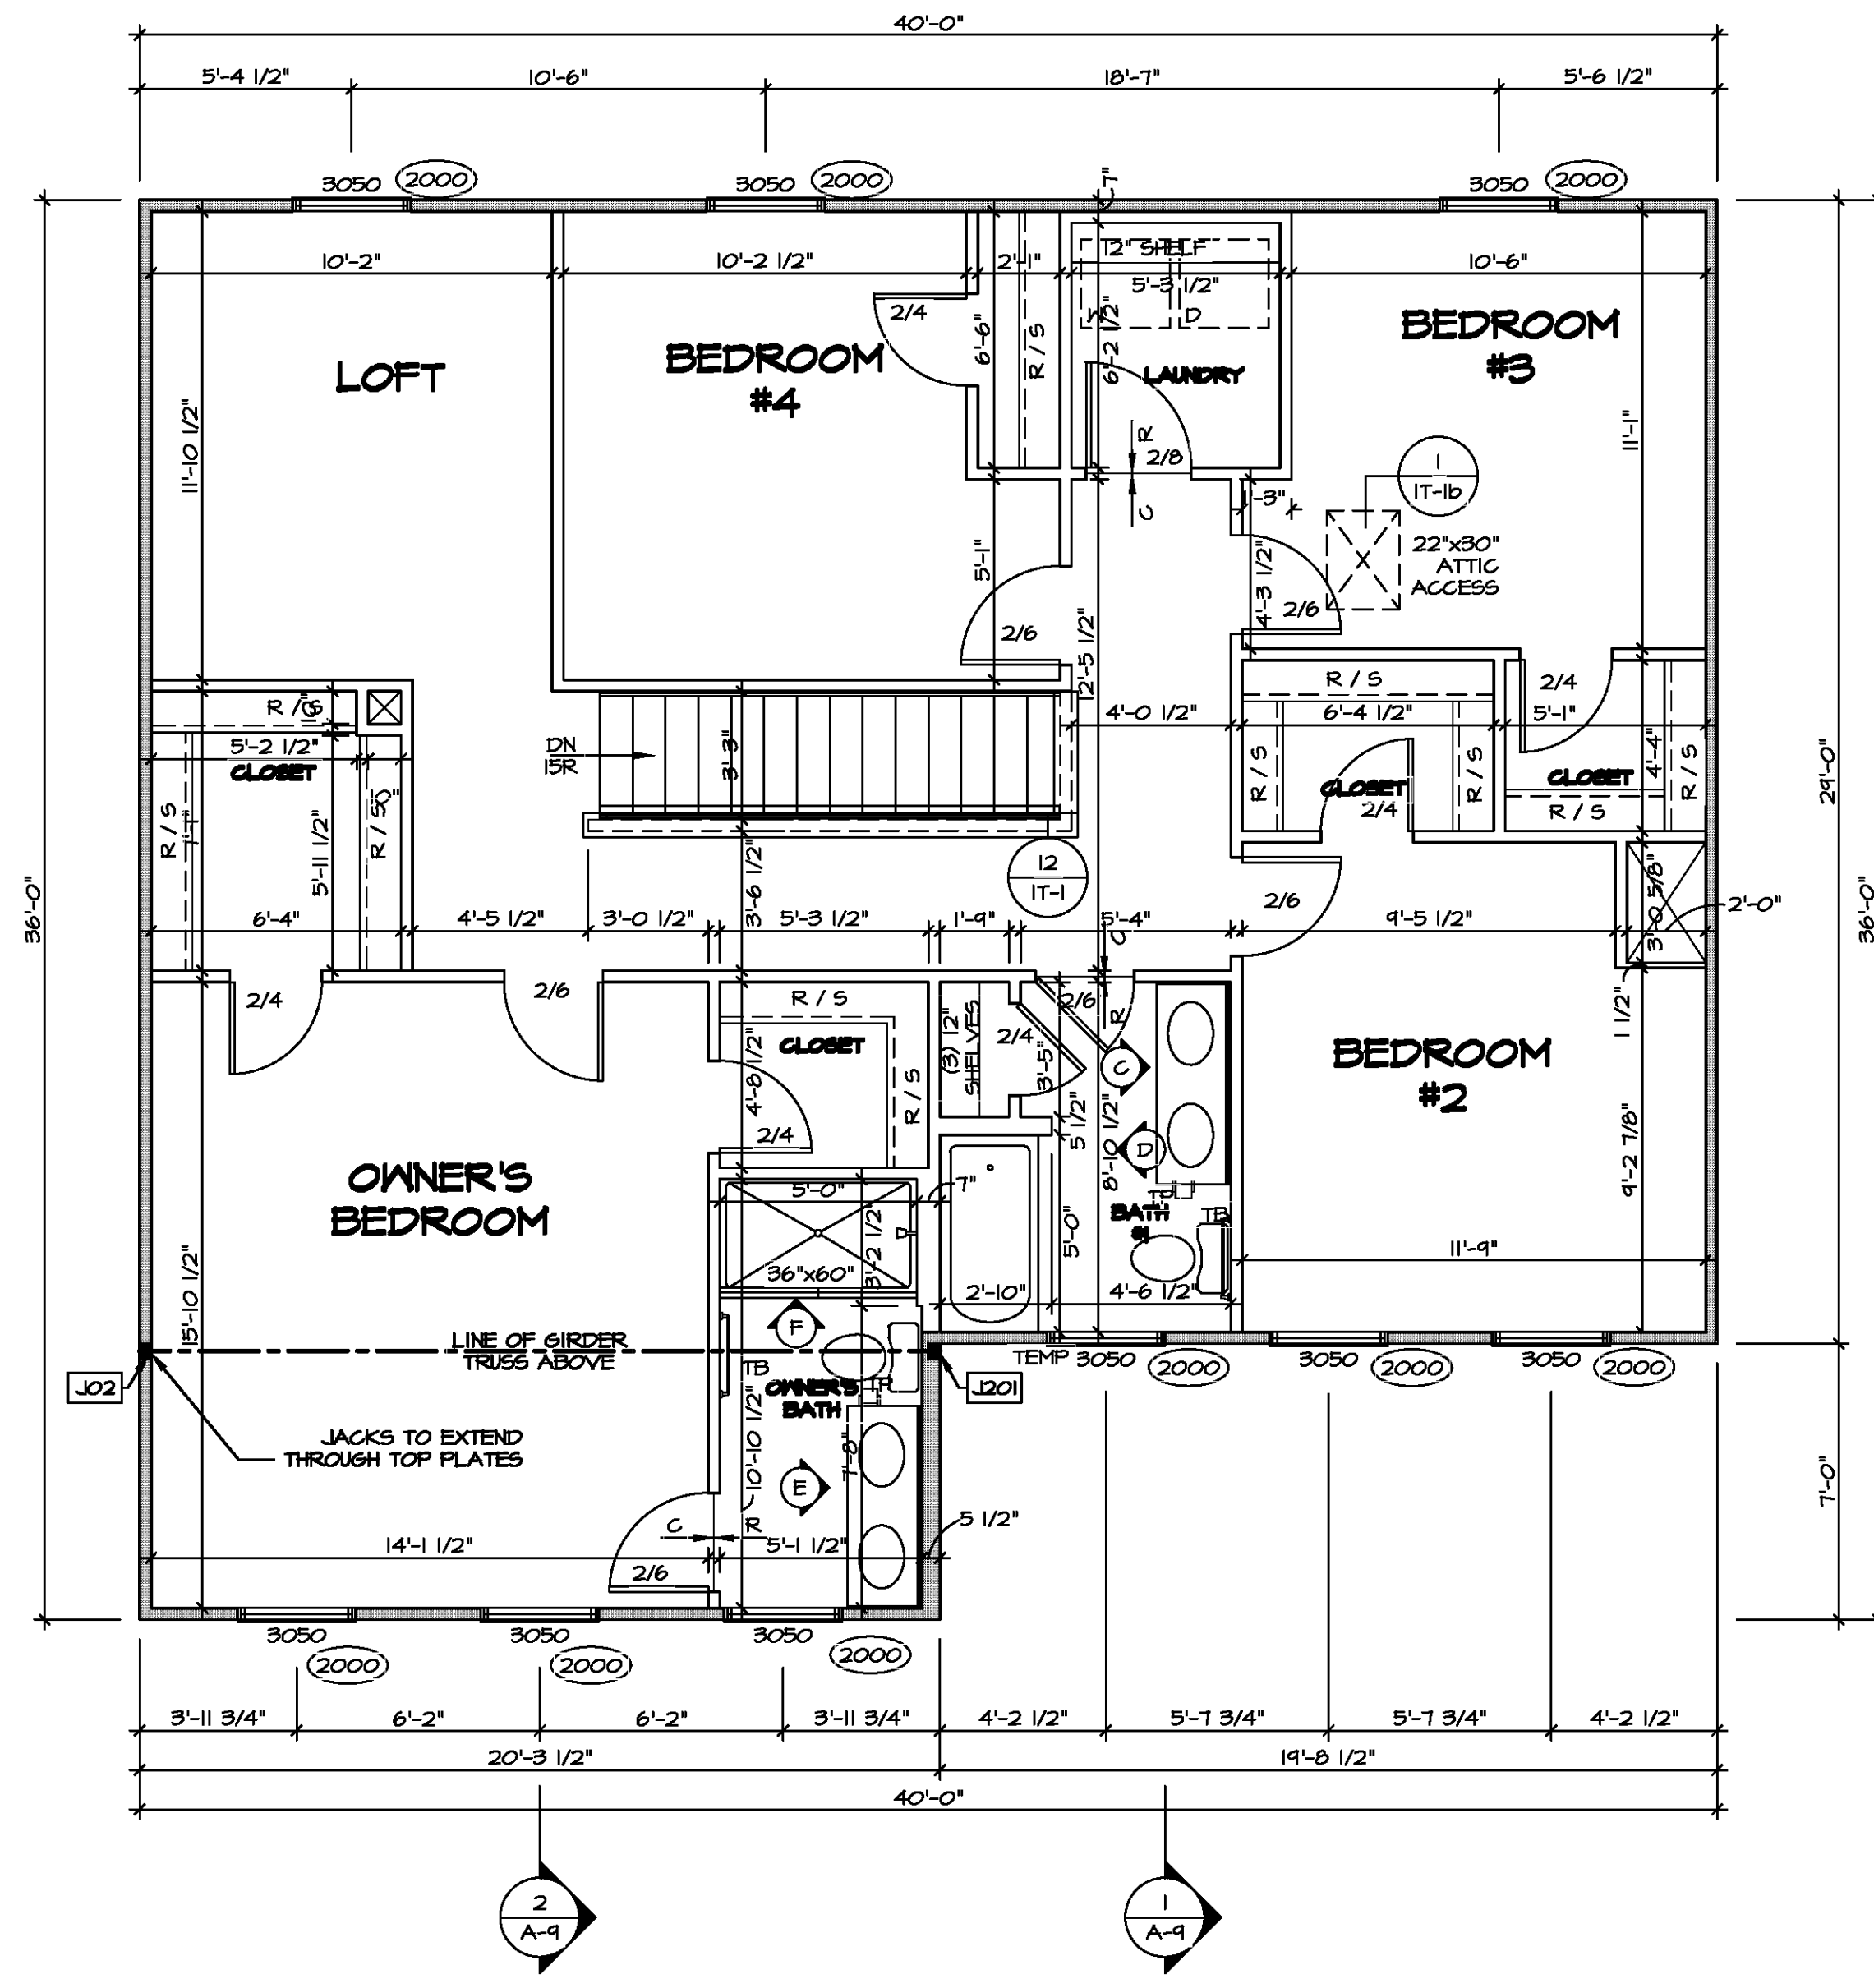 40'-0"
5'-4 1/2" 10'-6" 18'-7" 5'-6 1/2"
3050 2000 3050 2000 7" 3050 2000
12" SHELF
10'-2" 10'-2 1/2" 2'-1" 5'-3 1/2" 10'-6"
2/4 D
LOFT
BEDROOM
#4
6'-6"
R / S
6'-2 1/2"
LAUNDRY
BEDROOM
#3
11'-10 1/2"
11'-1"
R
2/8
C
1'-3"
1
IT-1b
22"x30"
ATTIC
ACCESS
5'-1"
4'-3 1/2"
2/6
2/6
2'-5 1/2"
R / S
R / S
2/4
4'-0 1/2" 6'-4 1/2" 5'-1"
5'-2 1/2"
CLOSET
DN
15R
3'-3"
R / S
CLOSET
2/4
R / S
CLOSET
4'-4"
R / S
R / S
29'-0"
R / S
5'-11 1/2"
R / S
12
IT-1
3'-6 1/2"
36'-0"
36'-0"
2/6
3'-0 5/8"
2'-0"
6'-4" 4'-5 1/2" 3'-0 1/2" 5'-3 1/2" 1'-9" 5'-4" 9'-5 1/2"
C
2/4 2/6
R / S
CLOSET
4'-8 1/2"
R / S
2/4
(3) 12"
SHELVES
2/4
2/6
R
3'-5"
C
1 1/2"
BEDROOM
#2
5 1/2"
8'-10 1/2"
D
9'-2 7/8"
OWNER'S
BEDROOM
5'-0" 7"
3'-2 1/2"
36"x60"
5'-0"
BATH
#1
TB
11'-9"
2'-10" 4'-6 1/2"
15'-10 1/2"
LINE OF GIRDER
TRUSS ABOVE
F
TB
TP
OWNER'S
BATH
TEMP 3050 2000 3050 2000 3050 2000
J02
J201
JACKS TO EXTEND
THROUGH TOP PLATES
10'-10 1/2"
7'-8"
E
7'-0"
C R
5 1/2"
14'-1 1/2" 5'-1 1/2"
2/6
3050 2000 3050 2000 3050 2000
3'-11 3/4" 6'-2" 6'-2" 3'-11 3/4" 4'-2 1/2" 5'-7 3/4" 5'-7 3/4" 4'-2 1/2"
20'-3 1/2" 19'-8 1/2"
40'-0"
2
A-9
1
A-9